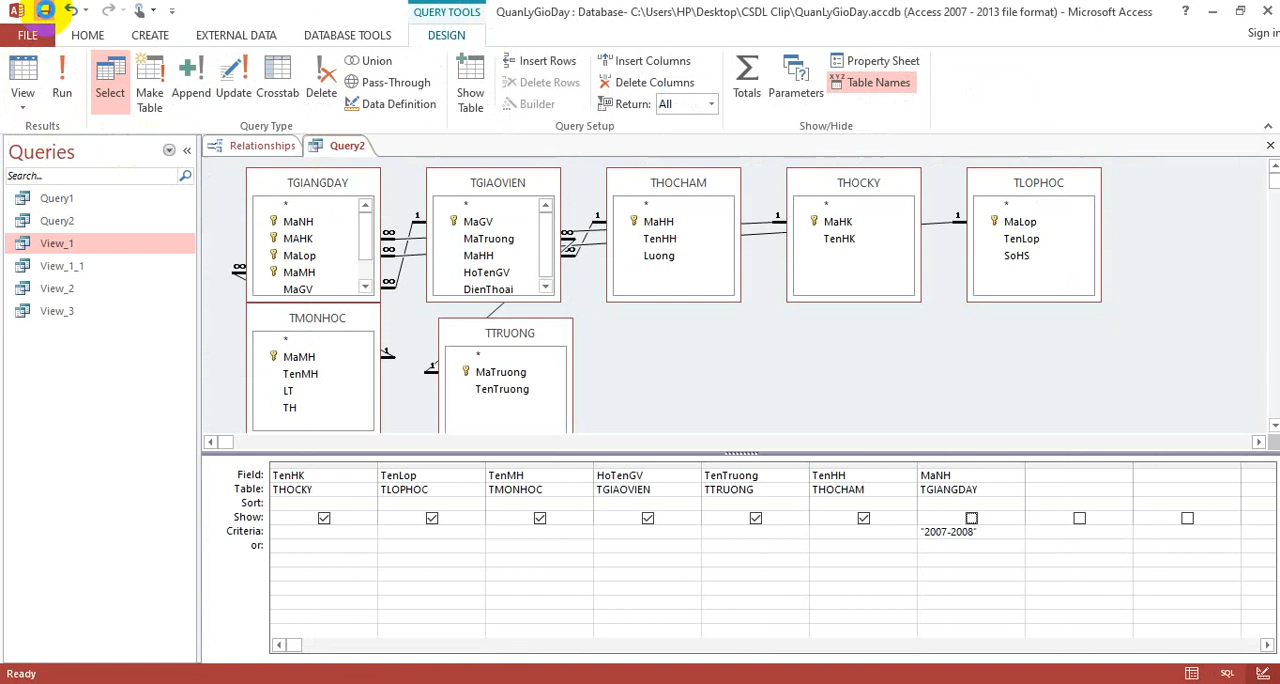 QUERY TOOLS
QuanLyGioDay : Database- C:\Users\HP\Desktop\CSDL Clip\QuanLyGioDay.accdb (Access 2007 - 2013 file format) - Microsoft Access
?
FILE HOME CREATE EXTERNAL DATA DATABASE TOOLS DESIGN
Sign in
View
Run
Select
Make Table
Append
Update
Crosstab
Delete
Union
Pass-Through
Data Definition
Show Table
Insert Rows
Delete Rows
Builder
Insert Columns
Delete Columns
Return: All
Totals
Parameters
Property Sheet
XYZ Table Names
Results
Query Type
Query Setup
Show/Hide
Queries
Search...
Query1
Query2
View_1
View_1_1
View_2
View_3
Relationships
Query2
TGIANGDAY
*
MaNH
MAHK
MaLop
MaMH
MaGV
TGIAOVIEN
*
MaGV
MaTruong
MaHH
HoTenGV
DienThoai
THOCHAM
*
MaHH
TenHH
Luong
THOCKY
*
MaHK
TenHK
TLOPHOC
*
MaLop
TenLop
SoHS
TMONHOC
*
MaMH
TenMH
LT
TH
TTRUONG
*
MaTruong
TenTruong
1 1 1 1 1 1
∞ ∞ ∞ ∞ ∞ ∞
Field: TenHK TenLop TenMH HoTenGV TenTruong TenHH MaNH
Table: THOCKY TLOPHOC TMONHOC TGIAOVIEN TTRUONG THOCHAM TGIANGDAY
Sort:
Show:
Criteria: "2007-2008"
or:
Ready
SQL